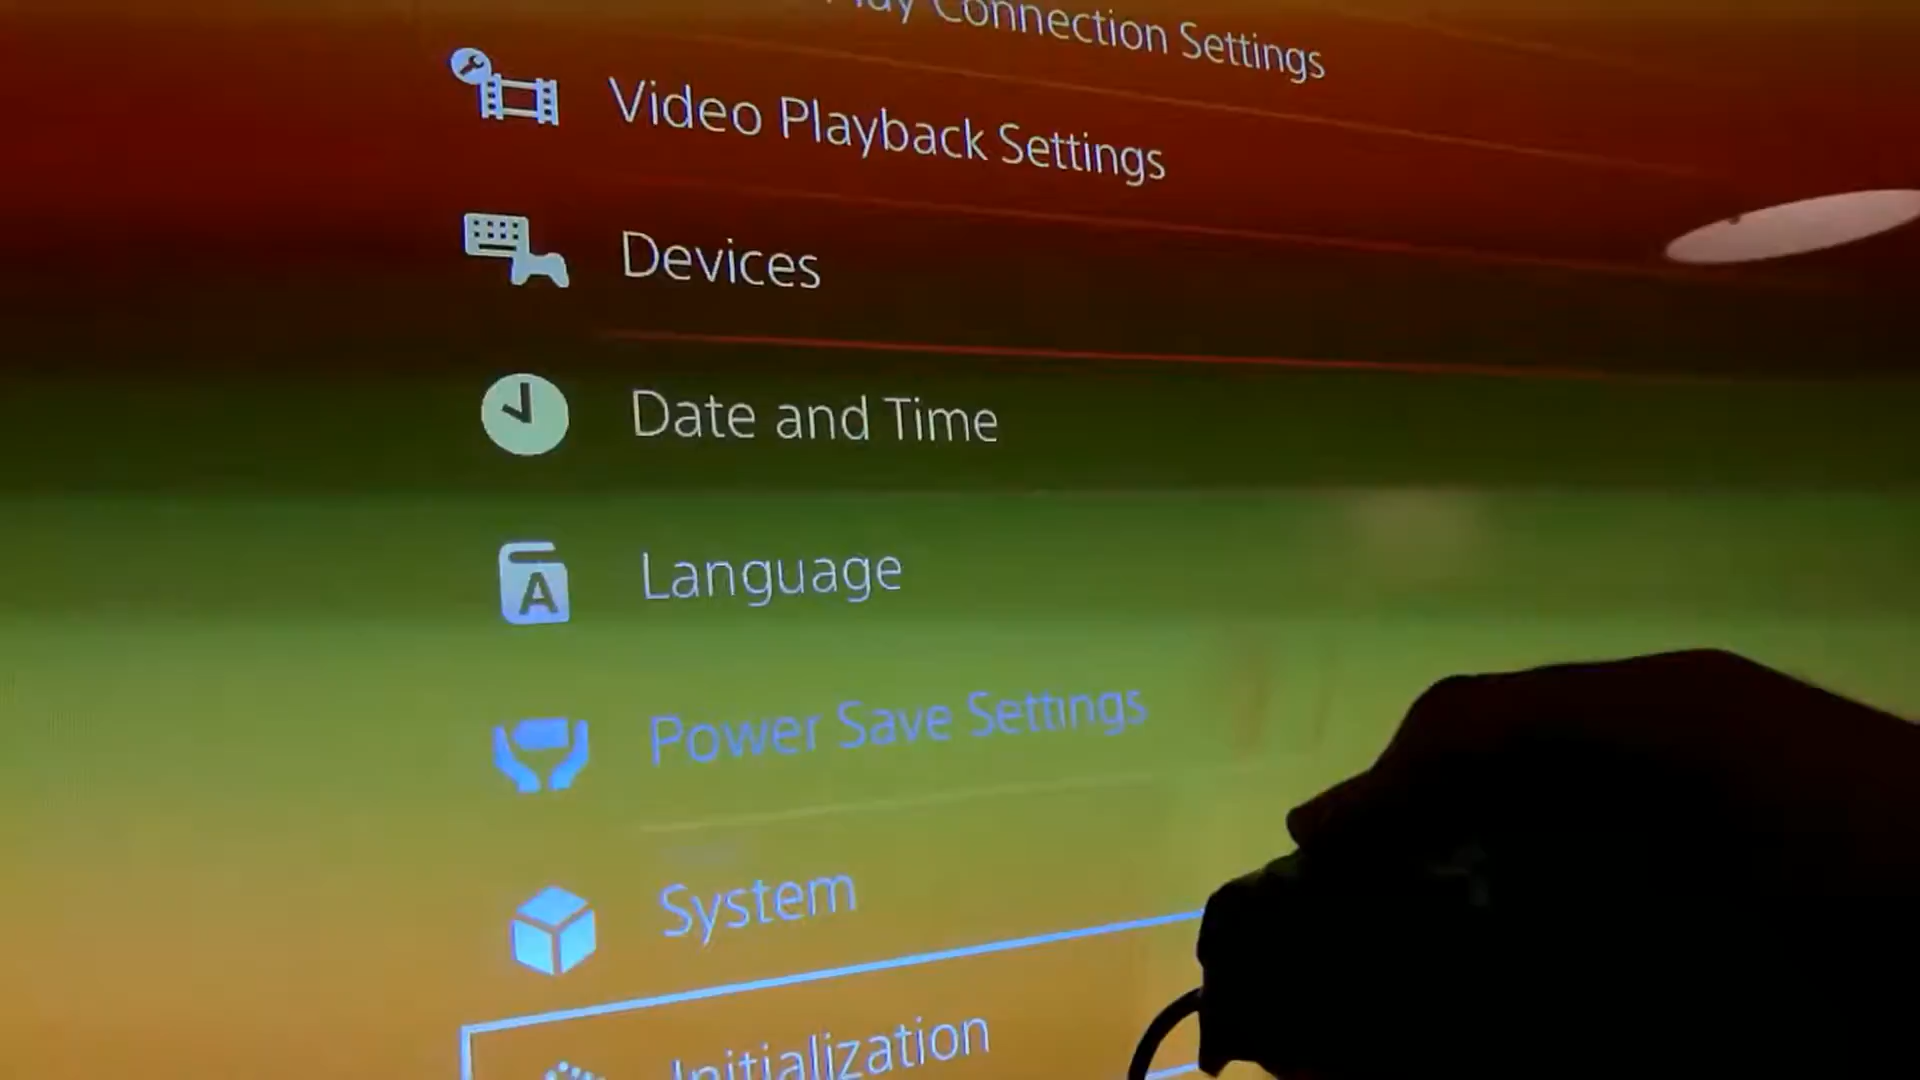 Connection Settings
Video Playback Settings
Devices
Date and Time
Language
A
Power Save Settings
System
Initialization